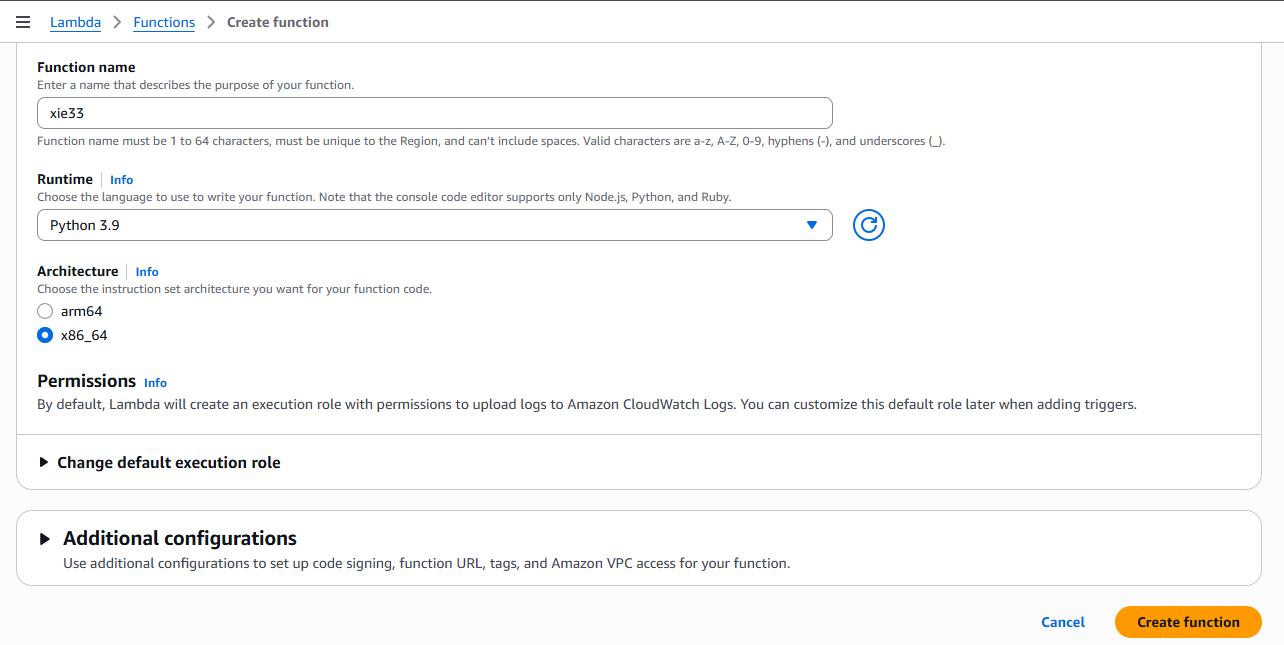 Lambda > Functions > Create function
Function name
Enter a name that describes the purpose of your function.
xie33
Function name must be 1 to 64 characters, must be unique to the Region, and can't include spaces. Valid characters are a-z, A-Z, 0-9, hyphens (-), and underscores (_).
Runtime | Info
Choose the language to use to write your function. Note that the console code editor supports only Node.js, Python, and Ruby.
Python 3.9
Architecture | Info
Choose the instruction set architecture you want for your function code.
arm64
x86_64
Permissions Info
By default, Lambda will create an execution role with permissions to upload logs to Amazon CloudWatch Logs. You can customize this default role later when adding triggers.
Change default execution role
Additional configurations
Use additional configurations to set up code signing, function URL, tags, and Amazon VPC access for your function.
Cancel Create function